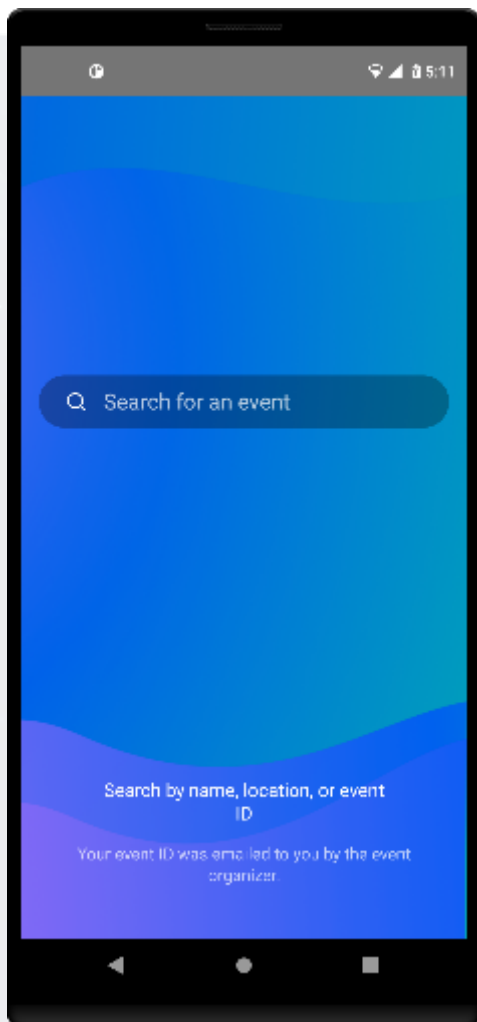 5:11
Search for an event
Search by name, location, or event
ID
Your event ID was emailed to you by the event
organizer.